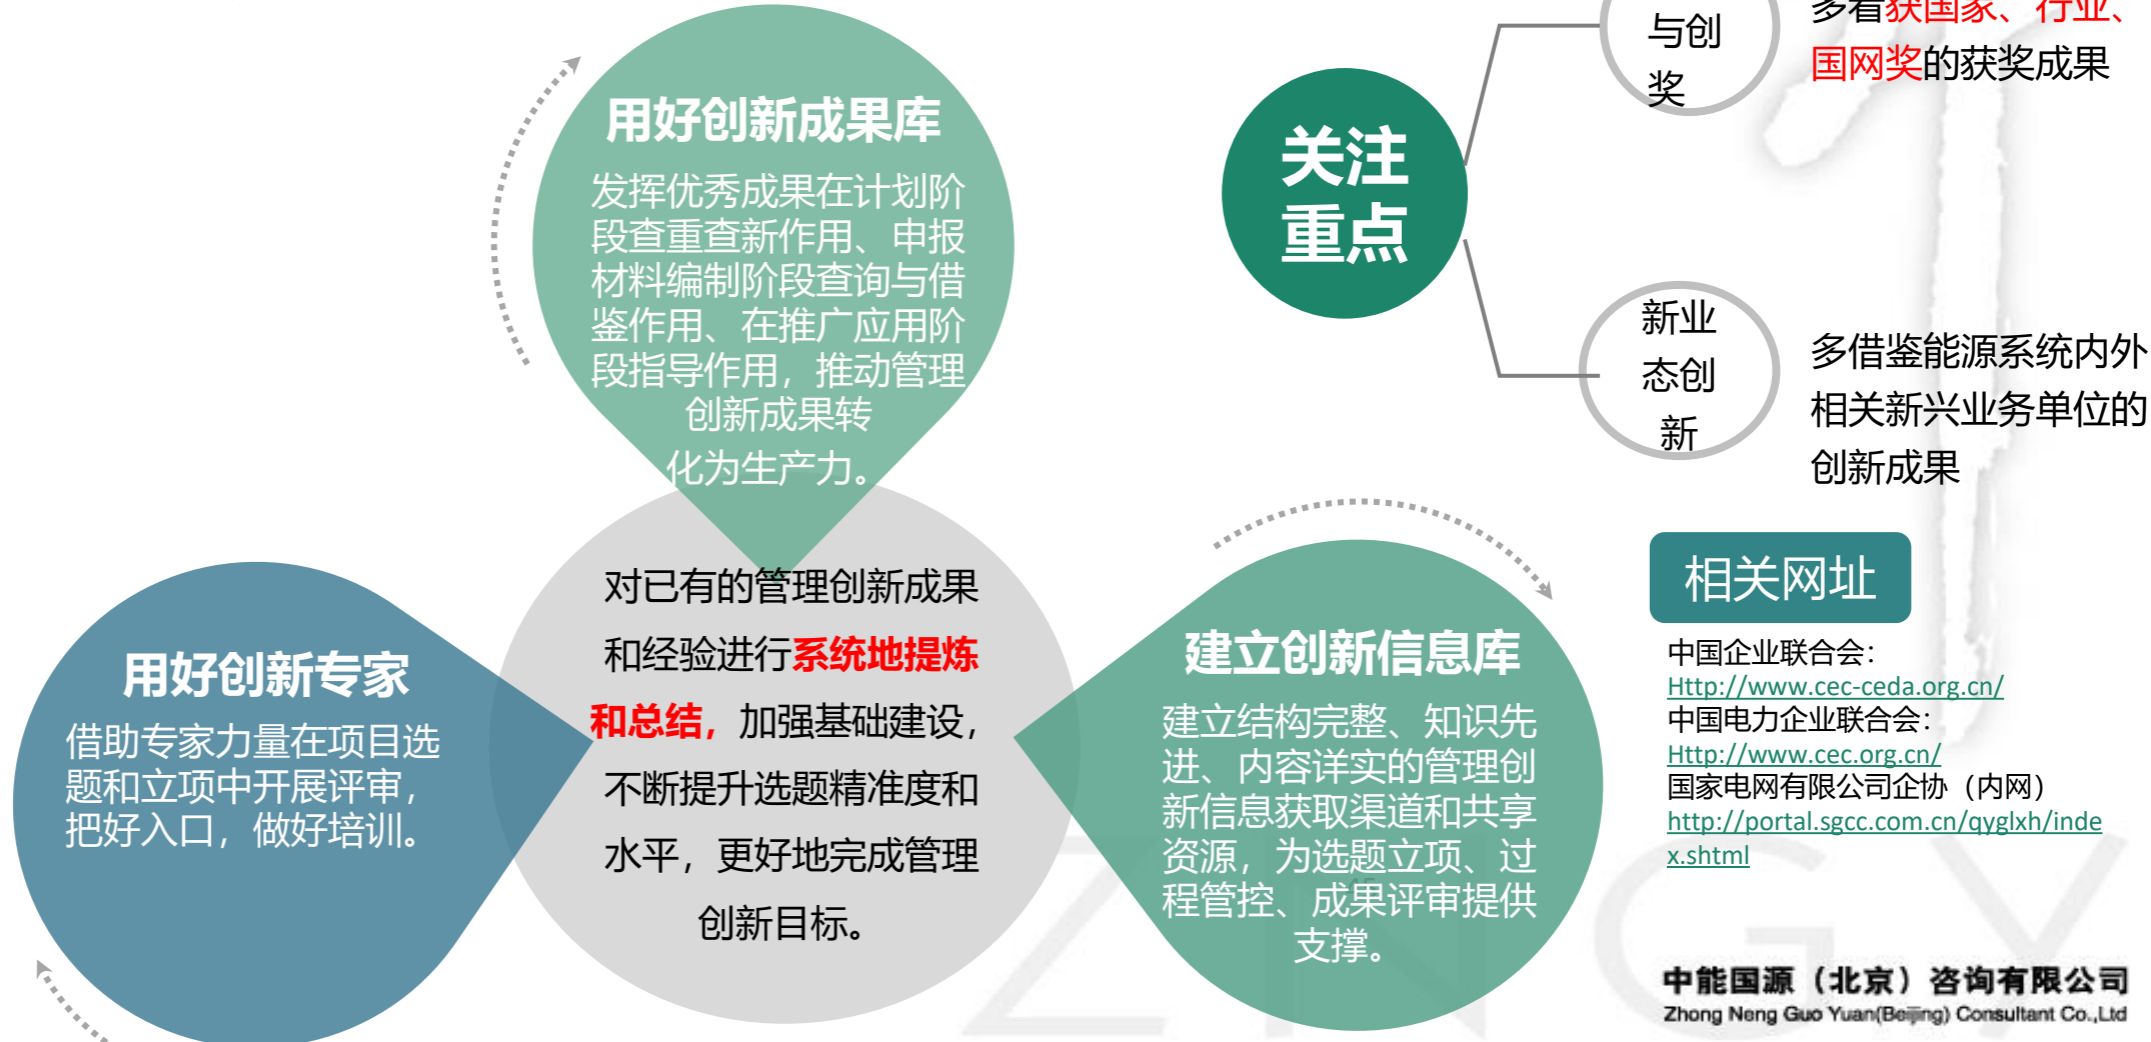 用好创新成果库
发挥优秀成果在计划阶
段查重查新作用、申报
材料编制阶段查询与借
鉴作用、在推广应用阶
段指导作用，推动管理
创新成果转
化为生产力。
用好创新专家
借助专家力量在项目选
题和立项中开展评审，
把好入口，做好培训。
对已有的管理创新成果
和经验进行系统地提炼
和总结，加强基础建设，
不断提升选题精准度和
水平，更好地完成管理
创新目标。
建立创新信息库
建立结构完整、知识先
进、内容详实的管理创
新信息获取渠道和共享
资源，为选题立项、过
程管控、成果评审提供
支撑。
关注
重点
与创
奖
多看获国家、行业、
国网奖的获奖成果
新业
态创
新
多借鉴能源系统内外
相关新兴业务单位的
创新成果
相关网址
中国企业联合会：
Http://www.cec-ceda.org.cn/
中国电力企业联合会：
Http://www.cec.org.cn/
国家电网有限公司企协（内网）
http://portal.sgcc.com.cn/qyglxh/inde
x.shtml
ZNGY
中能国源（北京）咨询有限公司
Zhong Neng Guo Yuan(Beijing) Consultant Co.,Ltd